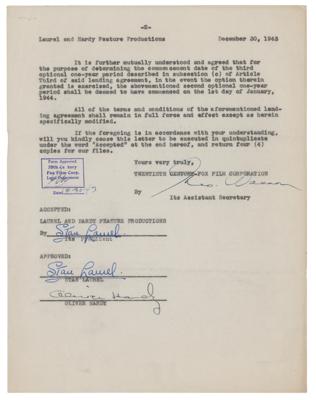 -2-
Laurel and Hardy Feature Productions December 30, 1943
It is further mutually understood and agreed that for
the purpose of determining the commencement date of the third
optional one-year period described in subsection (c) of Article
Third of said lending agreement, in the event the option therein
granted is exercised, the abovementioned second optional one-year
period shall be deemed to have commenced on the 1st day of January,
1944.
All of the terms and conditions of the aforementioned lend-
ing agreement shall remain in full force and effect except as herein
specifically modified.
If the foregoing is in accordance with your understanding,
will you kindly cause this letter to be executed in quintuplicate
under the word "Accepted" at the end hereof, and return four (4)
copies for our files.
Yours very truly,
TWENTIETH CENTURY-FOX FILM CORPORATION
By
Its Assistant Secretary
Form Approved
20th Century
Fox Film Corp.
Legal Department
Date
ACCEPTED:
LAUREL AND HARDY FEATURE PRODUCTIONS
By Stan Laurel.
Its President
APPROVED:
Stan Laurel.
STAN LAUREL
Oliver Hardy
OLIVER HARDY